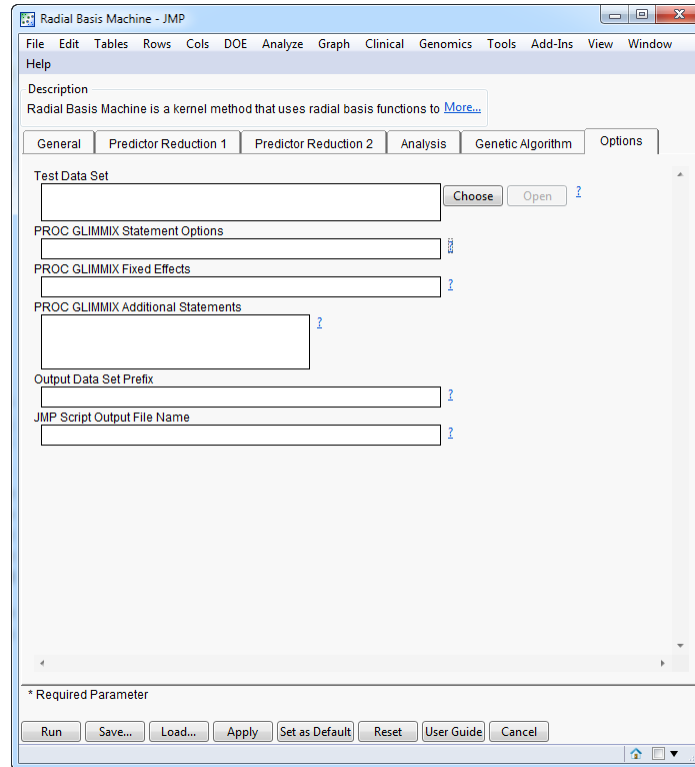 Radial Basis Machine - JMP
File Edit Tables Rows Cols DOE Analyze Graph Clinical Genomics Tools Add-Ins View Window
Help
Description
Radial Basis Machine is a kernel method that uses radial basis functions to More...
General Predictor Reduction 1 Predictor Reduction 2 Analysis Genetic Algorithm Options
Test Data Set
Choose Open ?
PROC GLIMMIX Statement Options
?
PROC GLIMMIX Fixed Effects
?
PROC GLIMMIX Additional Statements
?
Output Data Set Prefix
?
JMP Script Output File Name
?
* Required Parameter
Run Save... Load... Apply Set as Default Reset User Guide Cancel